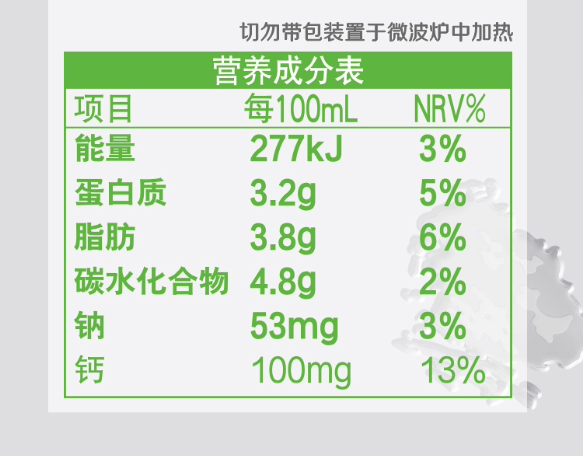 切勿带包装置于微波炉中加热
营养成分表
项目 每100mL NRV%
能量 277kJ 3%
蛋白质 3.2g 5%
脂肪 3.8g 6%
碳水化合物 4.8g 2%
钠 53mg 3%
钙 100mg 13%